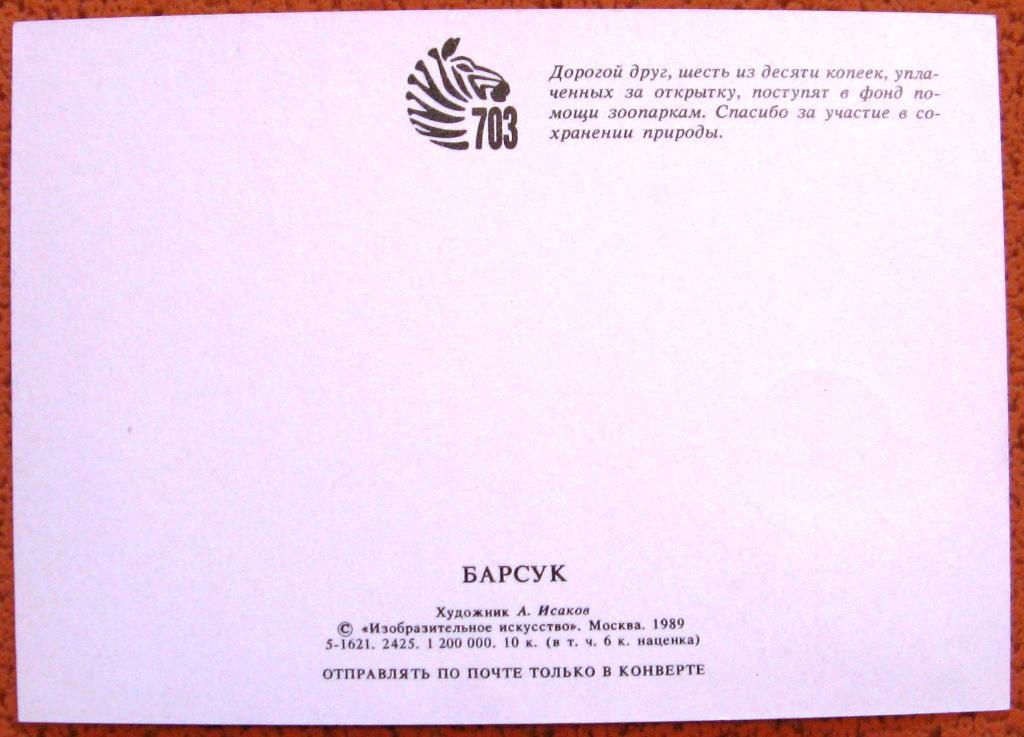 703
Дорогой друг, шесть из десяти копеек, упла-
ченных за открытку, поступят в фонд по-
мощи зоопаркам. Спасибо за участие в со-
хранении природы.
БАРСУК
Художник А. Исаков
© «Изобразительное искусство». Москва. 1989
5-1621. 2425. 1 200 000. 10 к. (в т. ч. 6 к. наценка)
ОТПРАВЛЯТЬ ПО ПОЧТЕ ТОЛЬКО В КОНВЕРТЕ